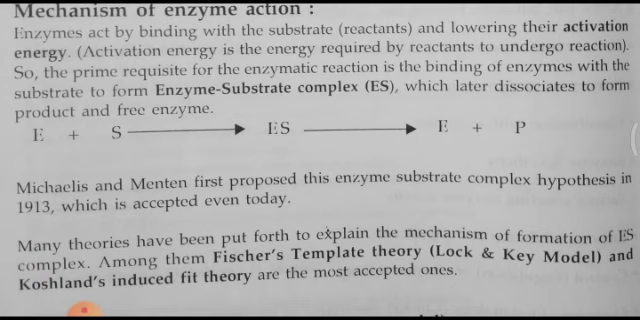 Mechanism of enzyme action :
Enzymes act by binding with the substrate (reactants) and lowering their activation
energy. (Activation energy is the energy required by reactants to undergo reaction).
So, the prime requisite for the enzymatic reaction is the binding of enzymes with the
substrate to form Enzyme-Substrate complex (ES), which later dissociates to form
product and free enzyme.
E + S → ES → E + P
Michaelis and Menten first proposed this enzyme substrate complex hypothesis in
1913, which is accepted even today.
Many theories have been put forth to explain the mechanism of formation of ES
complex. Among them Fischer's Template theory (Lock & Key Model) and
Koshland's induced fit theory are the most accepted ones.